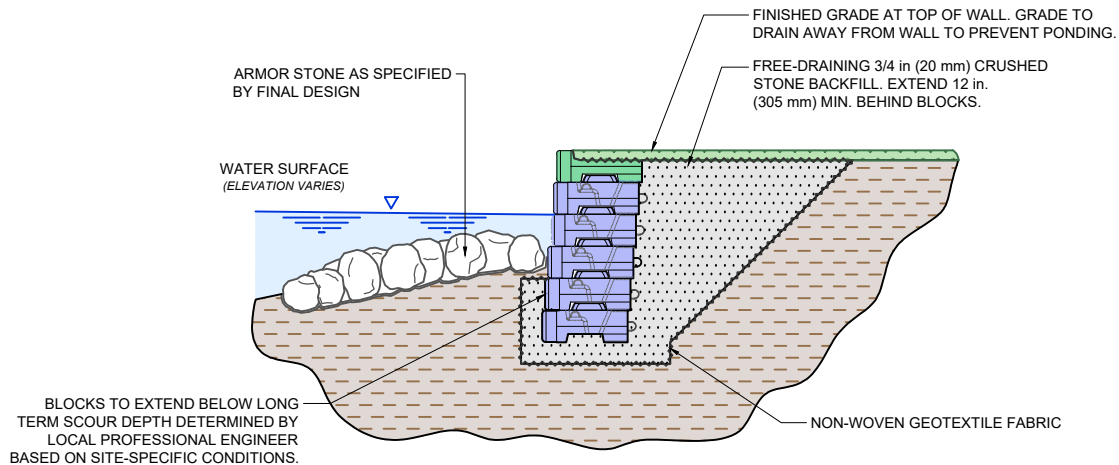 FINISHED GRADE AT TOP OF WALL. GRADE TO
DRAIN AWAY FROM WALL TO PREVENT PONDING.
FREE-DRAINING 3/4 in (20 mm) CRUSHED
STONE BACKFILL. EXTEND 12 in.
(305 mm) MIN. BEHIND BLOCKS.
ARMOR STONE AS SPECIFIED
BY FINAL DESIGN
WATER SURFACE
(ELEVATION VARIES)
BLOCKS TO EXTEND BELOW LONG
TERM SCOUR DEPTH DETERMINED BY
LOCAL PROFESSIONAL ENGINEER
BASED ON SITE-SPECIFIC CONDITIONS.
NON-WOVEN GEOTEXTILE FABRIC